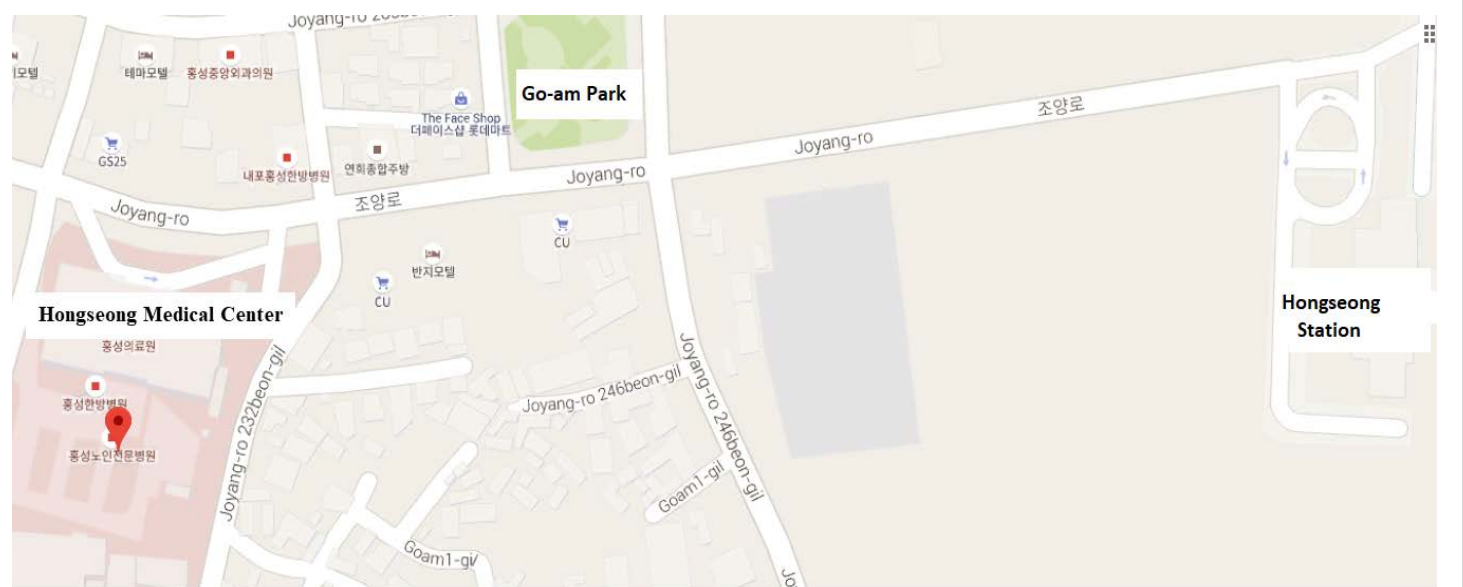 Joyang-ro 203beon-gil
모텔
테마모텔
홍성중앙외과의원
Go-am Park
The Face Shop
더페이스샵 롯데마트
조양로
Joyang-ro
GS25
내포홍성한방병원
연희종합주방
Joyang-ro
조양로
Joyang-ro
CU
반지모텔
CU
Hongseong Medical Center
홍성의료원
Hongseong
Station
Joyang-ro 232beon-gil
Joyang-ro 246beon-gil
Joyang-ro 246beon-gil
홍성한방병원
홍성노인전문병원
Goam1-gil
Goam1-gil
Jo